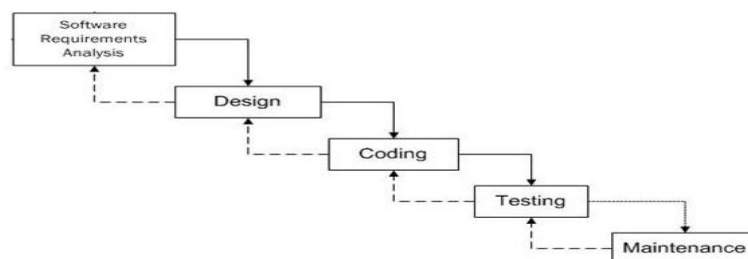 Software
Requirements
Analysis
Design
Coding
Testing
Maintenance